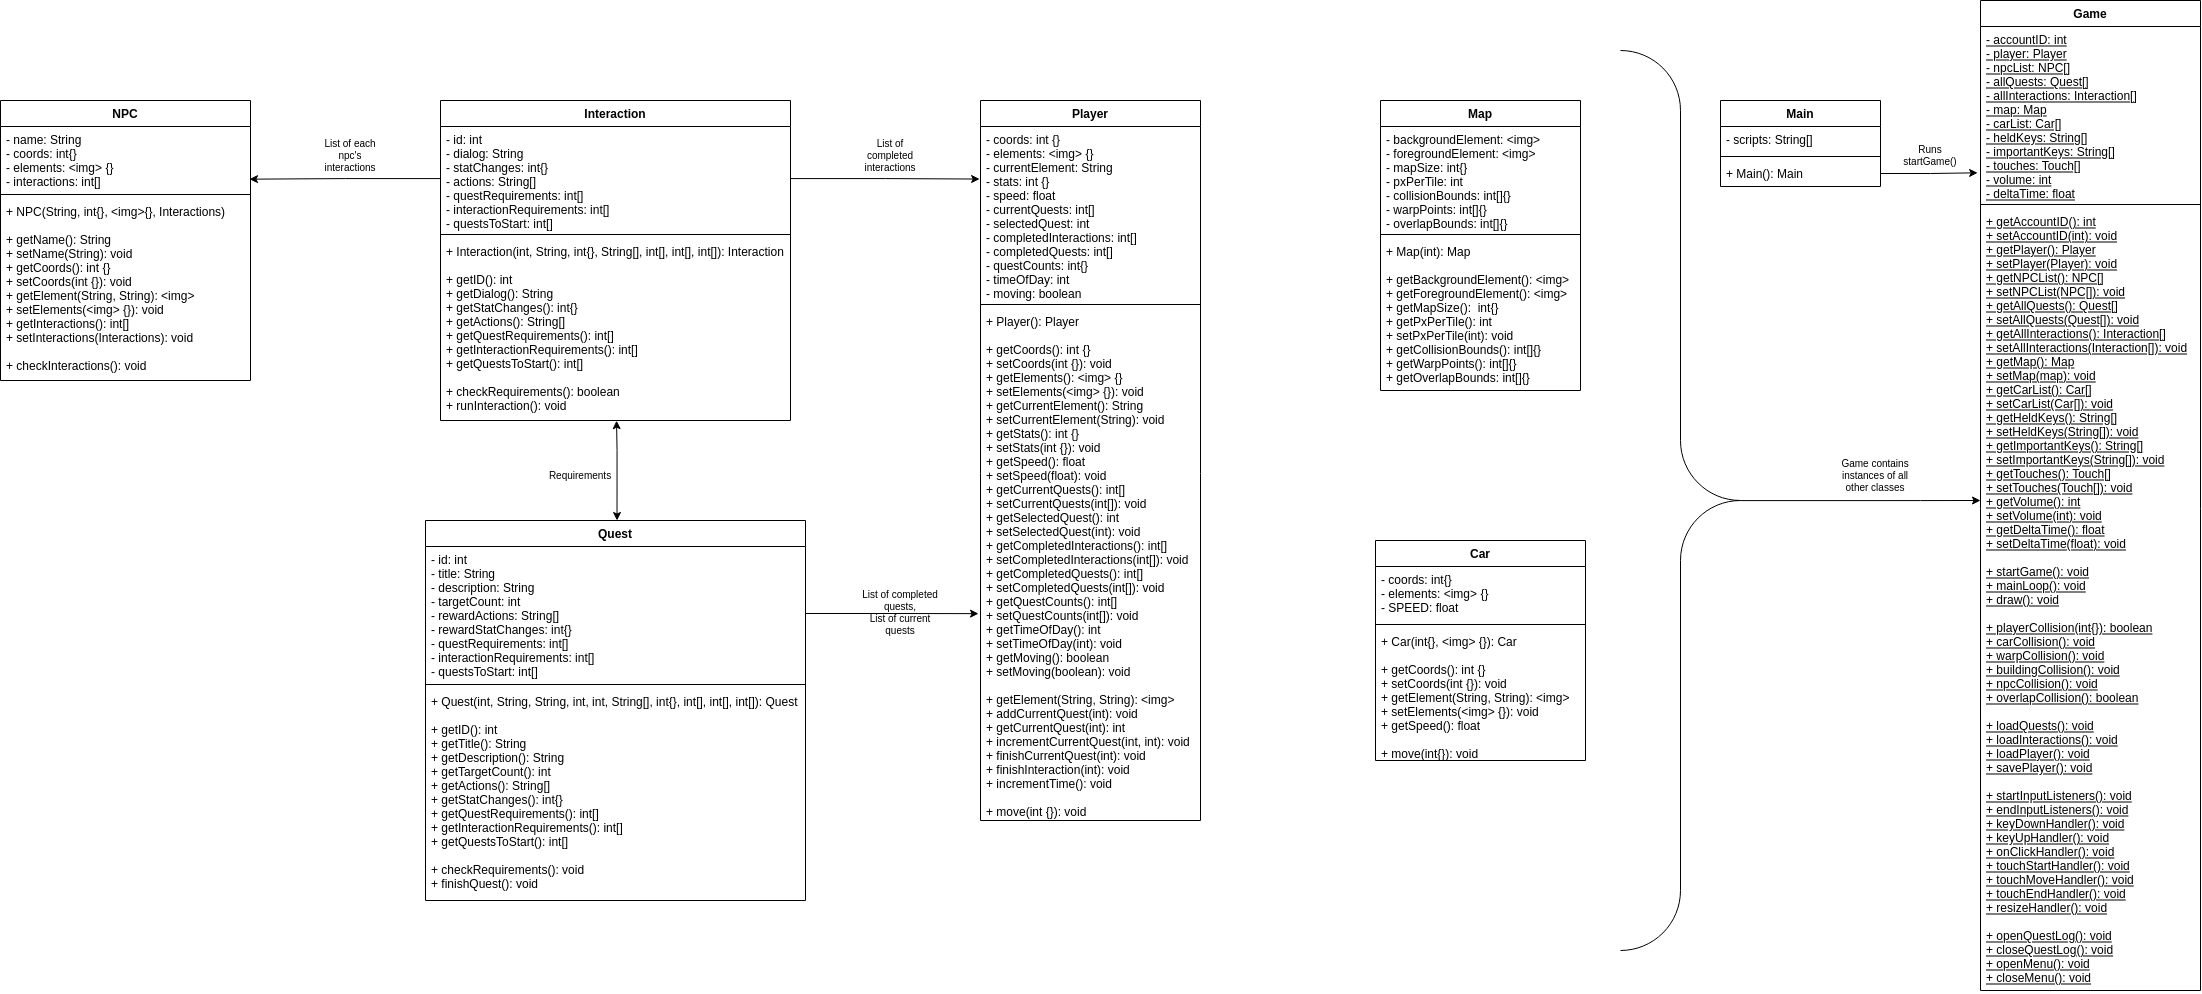 NPC
- name: String
- coords: int{}
- elements: <img> {}
- interactions: int[]
+ NPC(String, int{}, <img>{}, Interactions)
+ getName(): String
+ setName(String): void
+ getCoords(): int {}
+ setCoords(int {}): void
+ getElement(String, String): <img>
+ setElements(<img> {}): void
+ getInteractions(): int[]
+ setInteractions(Interactions): void
+ checkInteractions(): void
List of each
npc's
interactions
Interaction
- id: int
- dialog: String
- statChanges: int{}
- actions: String[]
- questRequirements: int[]
- interactionRequirements: int[]
- questsToStart: int[]
+ Interaction(int, String, int{}, String[], int[], int[], int[]): Interaction
+ getID(): int
+ getDialog(): String
+ getStatChanges(): int{}
+ getActions(): String[]
+ getQuestRequirements(): int[]
+ getInteractionRequirements(): int[]
+ getQuestsToStart(): int[]
+ checkRequirements(): boolean
+ runInteraction(): void
Requirements
Quest
- id: int
- title: String
- description: String
- targetCount: int
- rewardActions: String[]
- rewardStatChanges: int{}
- questRequirements: int[]
- interactionRequirements: int[]
- questsToStart: int[]
+ Quest(int, String, String, int, int, String[], int{}, int[], int[], int[]): Quest
+ getID(): int
+ getTitle(): String
+ getDescription(): String
+ getTargetCount(): int
+ getActions(): String[]
+ getStatChanges(): int{}
+ getQuestRequirements(): int[]
+ getInteractionRequirements(): int[]
+ getQuestsToStart(): int[]
+ checkRequirements(): void
+ finishQuest(): void
List of
completed
interactions
List of completed
quests,
List of current
quests
Player
- coords: int {}
- elements: <img> {}
- currentElement: String
- stats: int {}
- speed: float
- currentQuests: int[]
- selectedQuest: int
- completedInteractions: int[]
- completedQuests: int[]
- questCounts: int{}
- timeOfDay: int
- moving: boolean
+ Player(): Player
+ getCoords(): int {}
+ setCoords(int {}): void
+ getElements(): <img> {}
+ setElements(<img> {}): void
+ getCurrentElement(): String
+ setCurrentElement(String): void
+ getStats(): int {}
+ setStats(int {}): void
+ getSpeed(): float
+ setSpeed(float): void
+ getCurrentQuests(): int[]
+ setCurrentQuests(int[]): void
+ getSelectedQuest(): int
+ setSelectedQuest(int): void
+ getCompletedInteractions(): int[]
+ setCompletedInteractions(int[]): void
+ getCompletedQuests(): int[]
+ setCompletedQuests(int[]): void
+ getQuestCounts(): int[]
+ setQuestCounts(int[]): void
+ getTimeOfDay(): int
+ setTimeOfDay(int): void
+ getMoving(): boolean
+ setMoving(boolean): void
+ getElement(String, String): <img>
+ addCurrentQuest(int): void
+ getCurrentQuest(int): int
+ incrementCurrentQuest(int, int): void
+ finishCurrentQuest(int): void
+ finishInteraction(int): void
+ incrementTime(): void
+ move(int {}): void
Map
- backgroundElement: <img>
- foregroundElement: <img>
- mapSize: int{}
- pxPerTile: int
- collisionBounds: int[]{}
- warpPoints: int[]{}
- overlapBounds: int[]{}
+ Map(int): Map
+ getBackgroundElement(): <img>
+ getForegroundElement(): <img>
+ getMapSize():  int{}
+ getPxPerTile(): int
+ setPxPerTile(int): void
+ getCollisionBounds(): int[]{}
+ getWarpPoints(): int[]{}
+ getOverlapBounds: int[]{}
Car
- coords: int{}
- elements: <img> {}
- SPEED: float
+ Car(int{}, <img> {}): Car
+ getCoords(): int {}
+ setCoords(int {}): void
+ getElement(String, String): <img>
+ setElements(<img> {}): void
+ getSpeed(): float
+ move(int{}): void
Main
- scripts: String[]
+ Main(): Main
Runs
startGame()
Game contains
instances of all
other classes
Game
- accountID: int
- player: Player
- npcList: NPC[]
- allQuests: Quest[]
- allInteractions: Interaction[]
- map: Map
- carList: Car[]
- heldKeys: String[]
- importantKeys: String[]
- touches: Touch[]
- volume: int
- deltaTime: float
+ getAccountID(): int
+ setAccountID(int): void
+ getPlayer(): Player
+ setPlayer(Player): void
+ getNPCList(): NPC[]
+ setNPCList(NPC[]): void
+ getAllQuests(): Quest[]
+ setAllQuests(Quest[]): void
+ getAllInteractions(): Interaction[]
+ setAllInteractions(Interaction[]): void
+ getMap(): Map
+ setMap(map): void
+ getCarList(): Car[]
+ setCarList(Car[]): void
+ getHeldKeys(): String[]
+ setHeldKeys(String[]): void
+ getImportantKeys(): String[]
+ setImportantKeys(String[]): void
+ getTouches(): Touch[]
+ setTouches(Touch[]): void
+ getVolume(): int
+ setVolume(int): void
+ getDeltaTime(): float
+ setDeltaTime(float): void
+ startGame(): void
+ mainLoop(): void
+ draw(): void
+ playerCollision(int{}): boolean
+ carCollision(): void
+ warpCollision(): void
+ buildingCollision(): void
+ npcCollision(): void
+ overlapCollision(): boolean
+ loadQuests(): void
+ loadInteractions(): void
+ loadPlayer(): void
+ savePlayer(): void
+ startInputListeners(): void
+ endInputListeners(): void
+ keyDownHandler(): void
+ keyUpHandler(): void
+ onClickHandler(): void
+ touchStartHandler(): void
+ touchMoveHandler(): void
+ touchEndHandler(): void
+ resizeHandler(): void
+ openQuestLog(): void
+ closeQuestLog(): void
+ openMenu(): void
+ closeMenu(): void